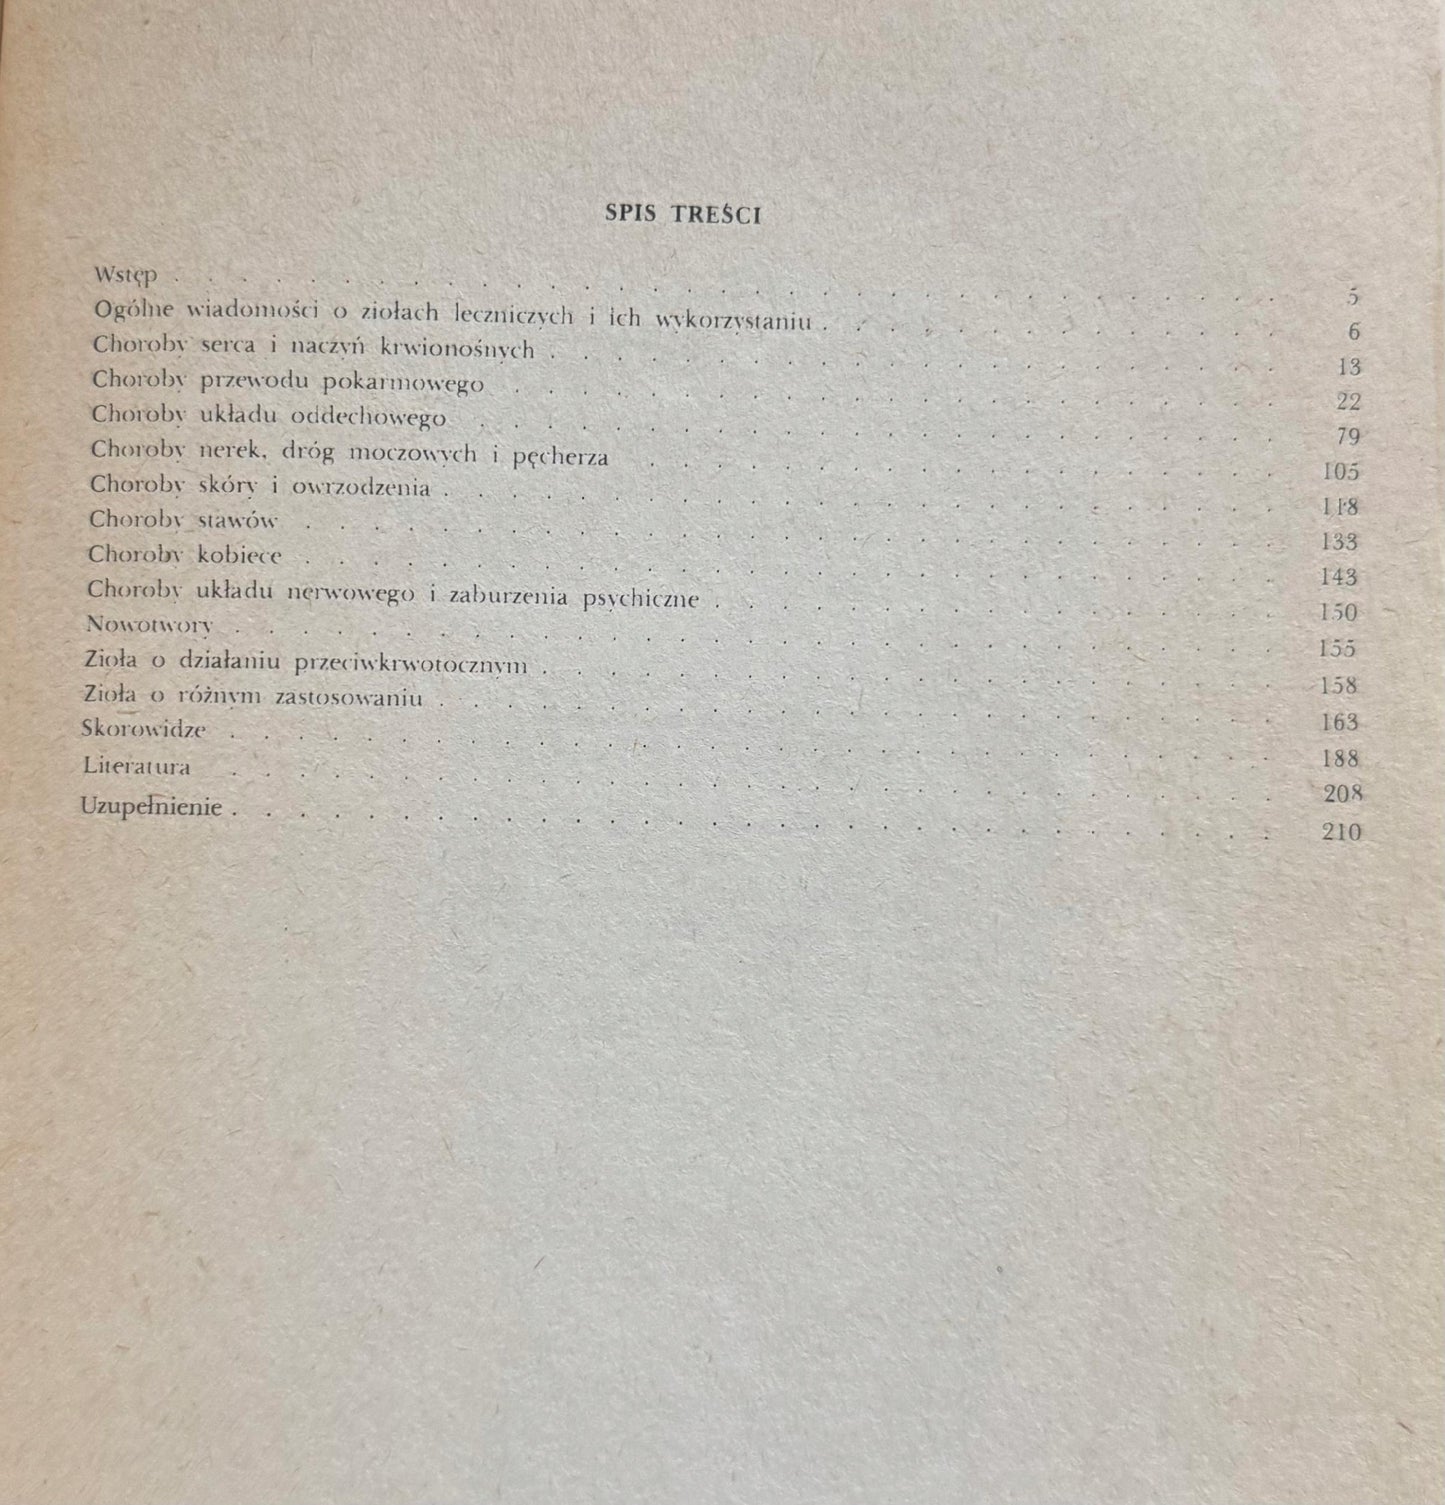 SPIS TREŚCI
Wstęp . . . . . . . . . . . . . . . . . . . . . . . . . . . . . . . . . 5
Ogólne wiadomości o ziołach leczniczych i ich wykorzystaniu . . . . . . . . . . . . . . 6
Choroby serca i naczyń krwionośnych . . . . . . . . . . . . . . . . . . . . . . 13
Choroby przewodu pokarmowego . . . . . . . . . . . . . . . . . . . . . . . 22
Choroby układu oddechowego . . . . . . . . . . . . . . . . . . . . . . . . 79
Choroby nerek, dróg moczowych i pęcherza . . . . . . . . . . . . . . . . . . . 105
Choroby skóry i owrzodzenia . . . . . . . . . . . . . . . . . . . . . . . . . 118
Choroby stawów . . . . . . . . . . . . . . . . . . . . . . . . . . . . . 133
Choroby kobiece . . . . . . . . . . . . . . . . . . . . . . . . . . . . . 143
Choroby układu nerwowego i zaburzenia psychiczne . . . . . . . . . . . . . . . . . 150
Nowotwory . . . . . . . . . . . . . . . . . . . . . . . . . . . . . . . 155
Zioła o działaniu przeciwkrwotocznym . . . . . . . . . . . . . . . . . . . . . . 158
Zioła o różnym zastosowaniu . . . . . . . . . . . . . . . . . . . . . . . . . 163
Skorowidze . . . . . . . . . . . . . . . . . . . . . . . . . . . . . . . 188
Literatura . . . . . . . . . . . . . . . . . . . . . . . . . . . . . . . 208
Uzupełnienie . . . . . . . . . . . . . . . . . . . . . . . . . . . . . . . 210